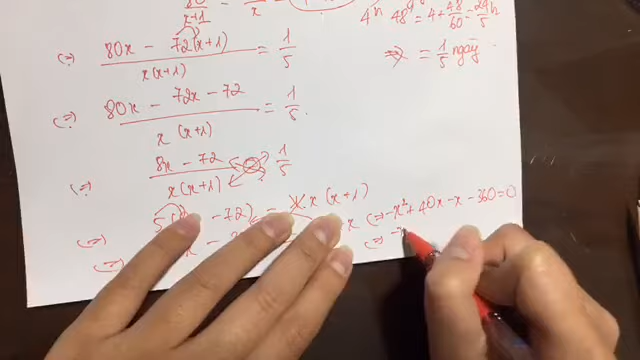 80
x+1
x
4h 48' = 4 + 48/60 = 24/5 h
(=) (80x - 72(x+1))/(x(x+1)) = 1/5
=> = 1/5 ngày
(=) (80x - 72x - 72)/(x (x+1)) = 1/5.
(=) (8x - 72)/(x(x+1)) = 1/5
5( - 72) = x (x+1)
(=) x (=) -x² + 40x - x - 360 = 0
(=)